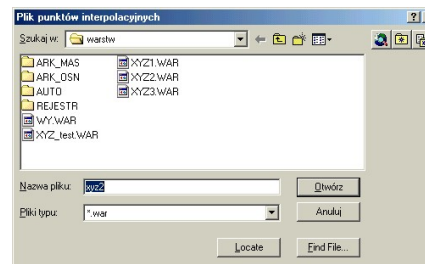 Plik punktów interpolacyjnych
Szukaj w: warstw
ARK_MAS
ARK_OSN
AUTO
REJESTR
WY.WAR
XYZ_test.WAR
XYZ1.WAR
XYZ2.WAR
XYZ3.WAR
Nazwa pliku: xyz2 Otwórz
Pliki typu: *.war Anuluj
Locate Find File...